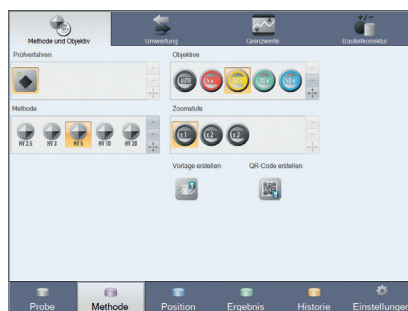 Methode und Objektiv
Umwertung
Grenzwerte
+/-
Bauteilkorrektur
Prüfverfahren
Objektive
AUTO 5x 10x 20x 50x
Methode
Zoomstufe
HV 2.5 HV 3 HV 5 HV 10 HV 20
x1 x2 x3
Vorlage erstellen
QR-Code erstellen
Probe
Methode
Position
Ergebnis
Historie
Einstellungen